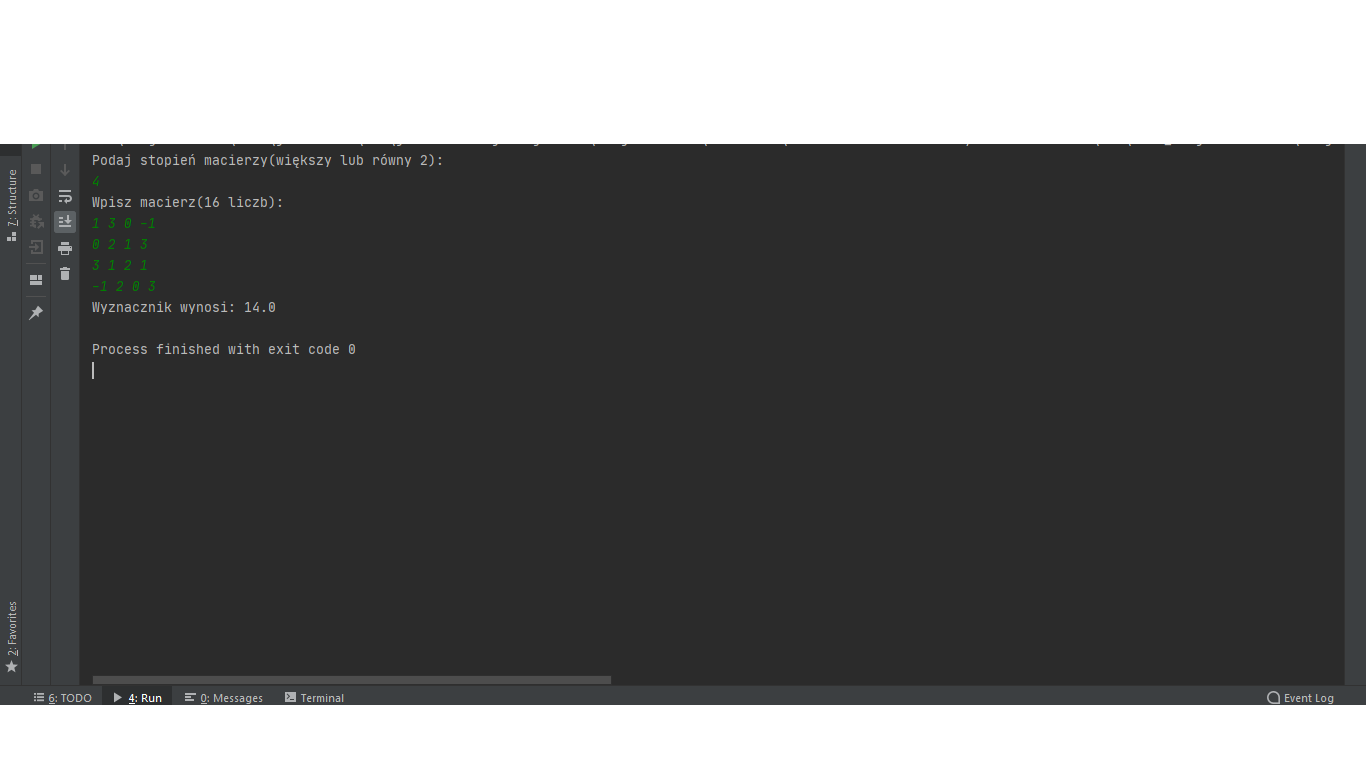 Podaj stopień macierzy(większy lub równy 2):
4
Wpisz macierz(16 liczb):
1 3 0 -1
0 2 1 3
3 1 2 1
-1 2 0 3
Wyznacznik wynosi: 14.0
Process finished with exit code 0
7: Structure
2: Favorites
6: TODO
4: Run
0: Messages
Terminal
Event Log